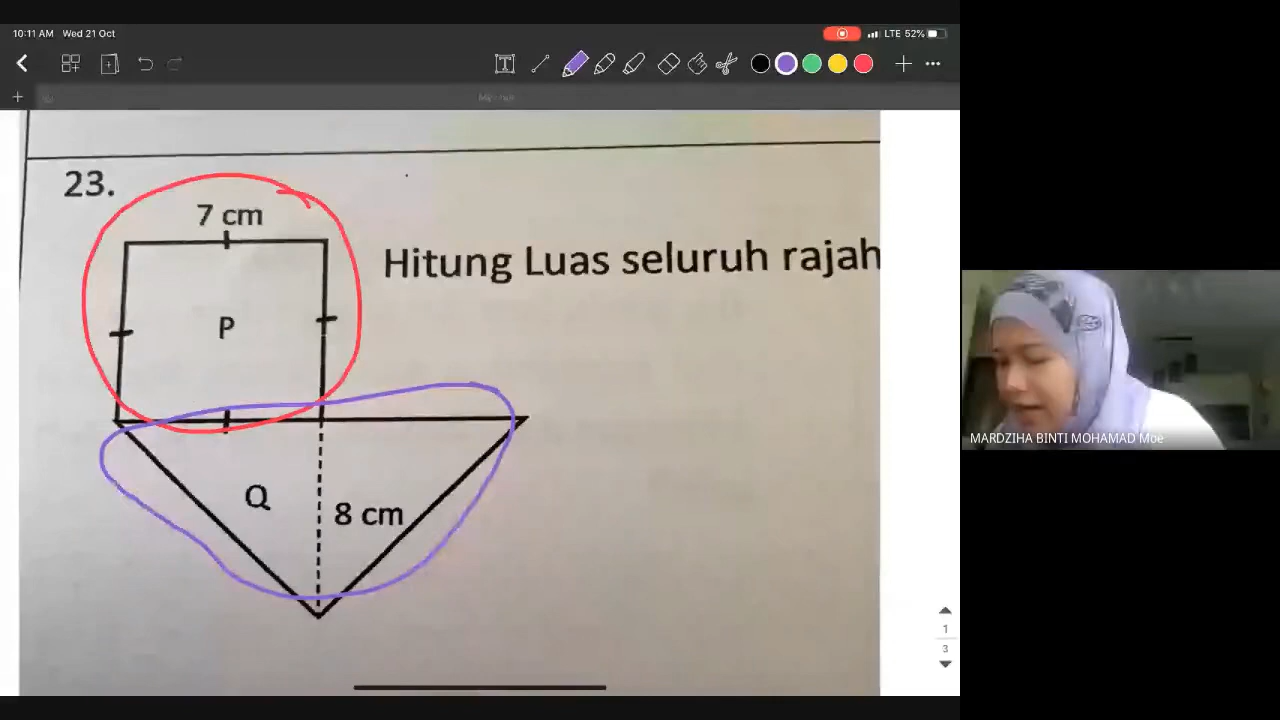 10:11 AM Wed 21 Oct
LTE 52%
T
23.
7 cm
Hitung Luas seluruh rajah
P
Q
8 cm
MARDZIHA BINTI MOHAMAD Moe
1
3